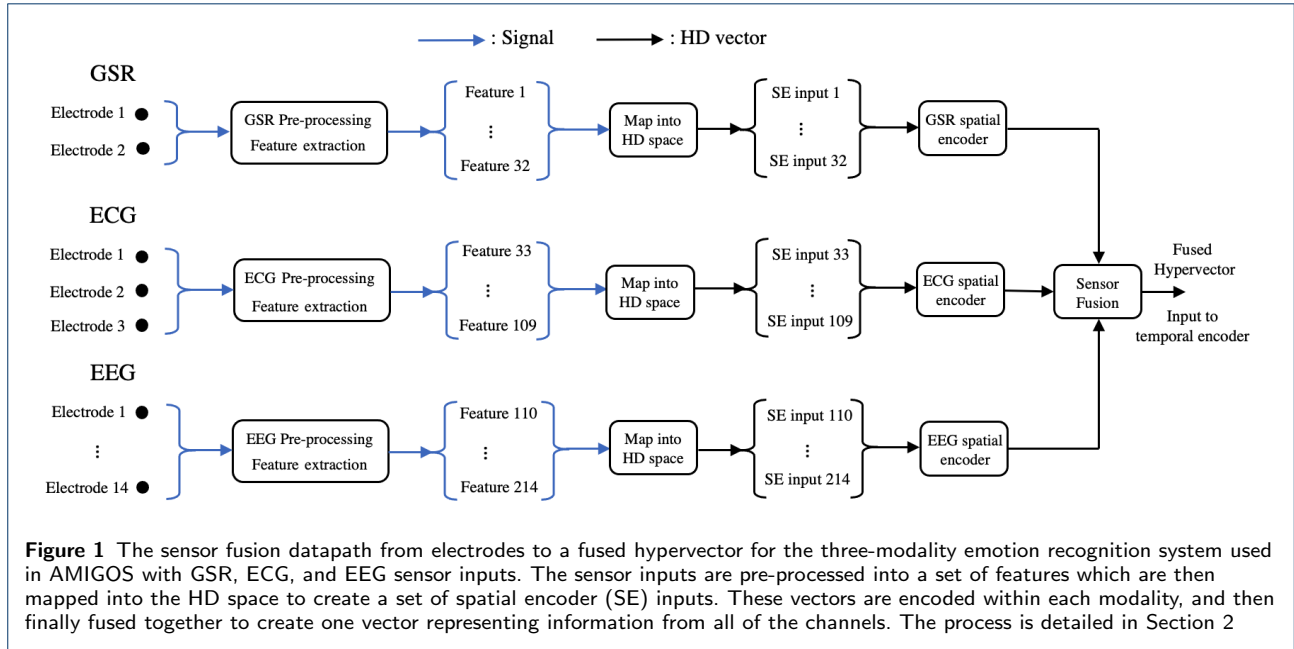 : Signal
: HD vector
GSR
Electrode 1
Electrode 2
GSR Pre-processing
Feature extraction
Feature 1
...
Feature 32
Map into
HD space
SE input 1
...
SE input 32
GSR spatial
encoder
ECG
Electrode 1
Electrode 2
Electrode 3
ECG Pre-processing
Feature extraction
Feature 33
...
Feature 109
Map into
HD space
SE input 33
...
SE input 109
ECG spatial
encoder
Sensor
Fusion
Fused
Hypervector
Input to
temporal encoder
EEG
Electrode 1
...
Electrode 14
EEG Pre-processing
Feature extraction
Feature 110
...
Feature 214
Map into
HD space
SE input 110
...
SE input 214
EEG spatial
encoder
Figure 1 The sensor fusion datapath from electrodes to a fused hypervector for the three-modality emotion recognition system used
in AMIGOS with GSR, ECG, and EEG sensor inputs. The sensor inputs are pre-processed into a set of features which are then
mapped into the HD space to create a set of spatial encoder (SE) inputs. These vectors are encoded within each modality, and then
finally fused together to create one vector representing information from all of the channels. The process is detailed in Section 2